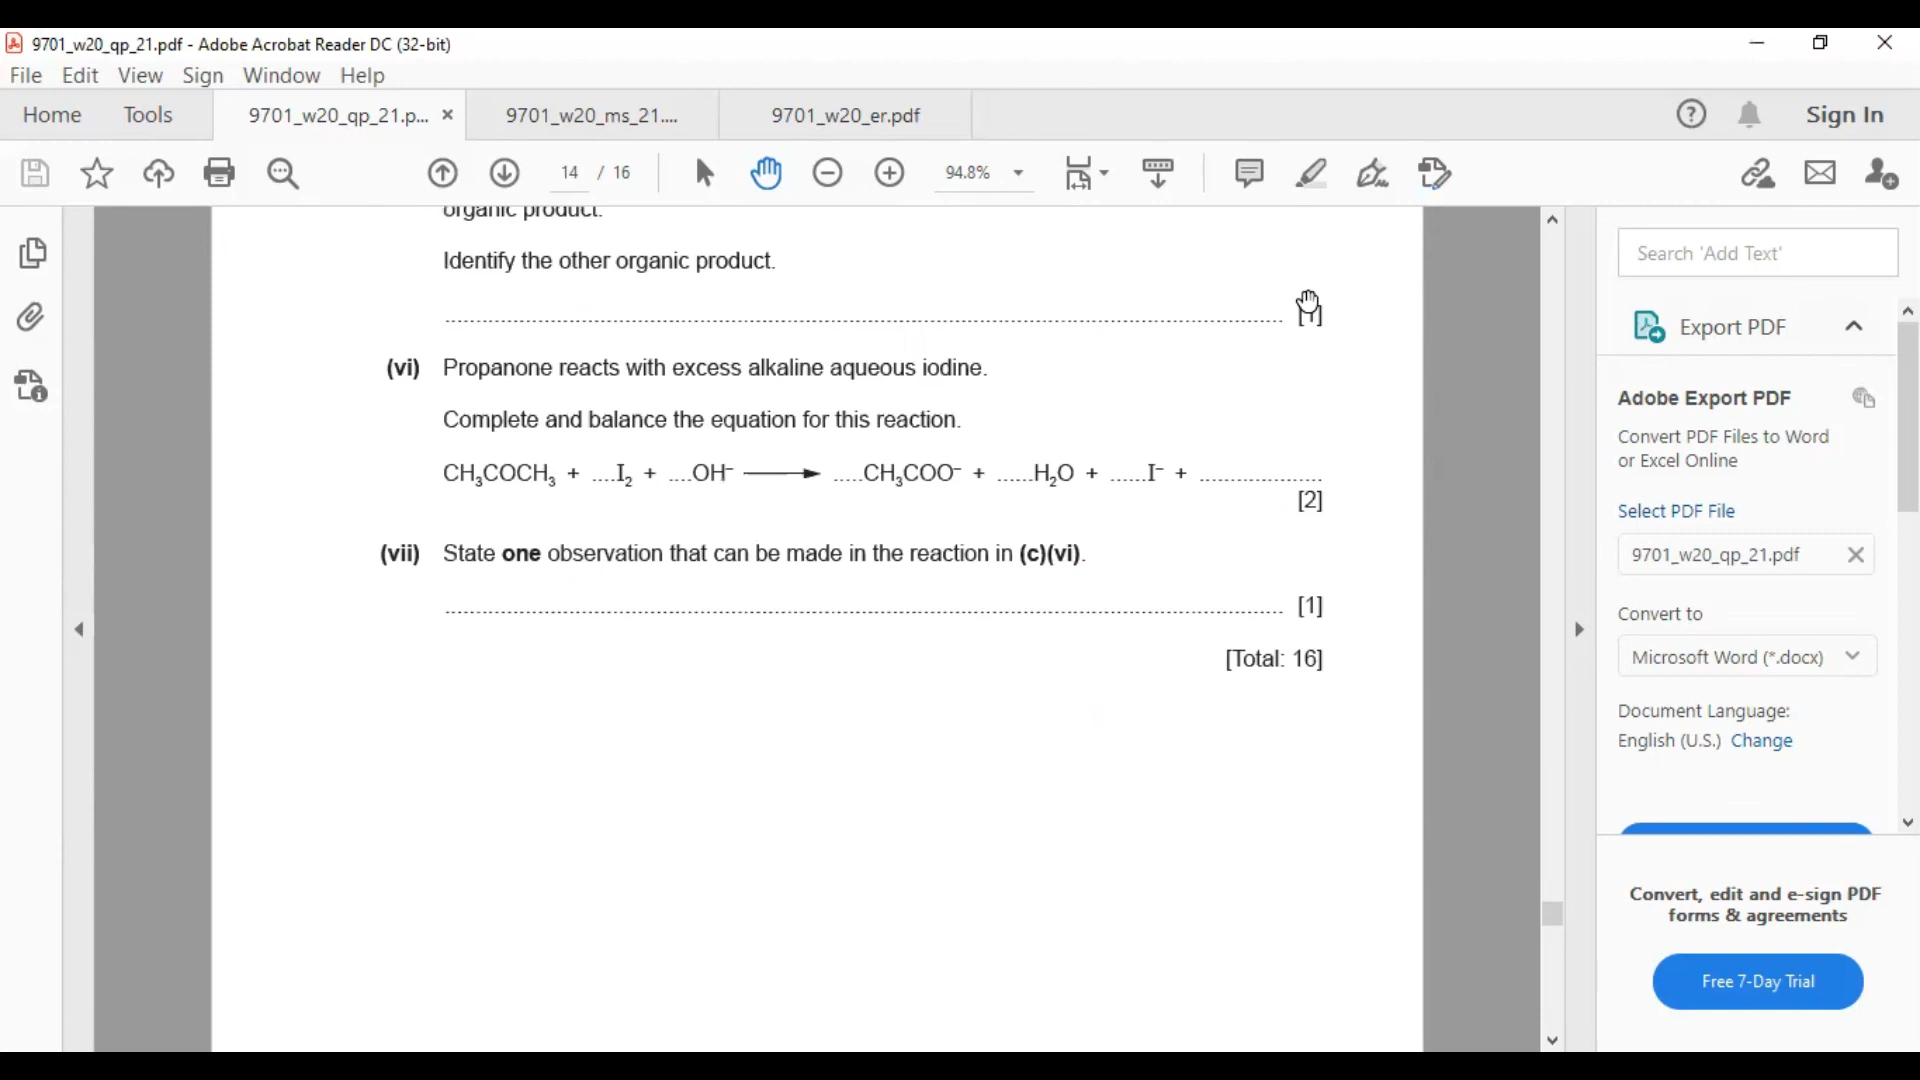 9701_w20_qp_21.pdf - Adobe Acrobat Reader DC (32-bit)
File Edit View Sign Window Help
Home Tools 9701_w20_qp_21.p... × 9701_w20_ms_21.... 9701_w20_er.pdf Sign In
14 / 16 94.8%
organic product.
Identify the other organic product.
(vi) Propanone reacts with excess alkaline aqueous iodine.
Complete and balance the equation for this reaction.
CH₃COCH₃ + ....I₂ + ....OH⁻ ⟶ .....CH₃COO⁻ + ......H₂O + ......I⁻ + ....................
[2]
(vii) State one observation that can be made in the reaction in (c)(vi).
.................................................................. [1]
[Total: 16]
Search 'Add Text'
Export PDF
Adobe Export PDF
Convert PDF Files to Word
or Excel Online
Select PDF File
9701_w20_qp_21.pdf
Convert to
Microsoft Word (*.docx)
Document Language:
English (U.S.) Change
Convert, edit and e-sign PDF
forms & agreements
Free 7-Day Trial